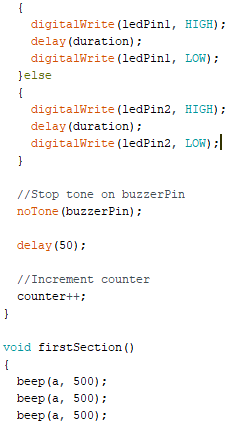 {
digitalWrite(ledPin1, HIGH);
delay(duration);
digitalWrite(ledPin1, LOW);
}else
{
digitalWrite(ledPin2, HIGH);
delay(duration);
digitalWrite(ledPin2, LOW);
}
//Stop tone on buzzerPin
noTone(buzzerPin);
delay(50);
//Increment counter
counter++;
}
void firstSection()
{
beep(a, 500);
beep(a, 500);
beep(a, 500);